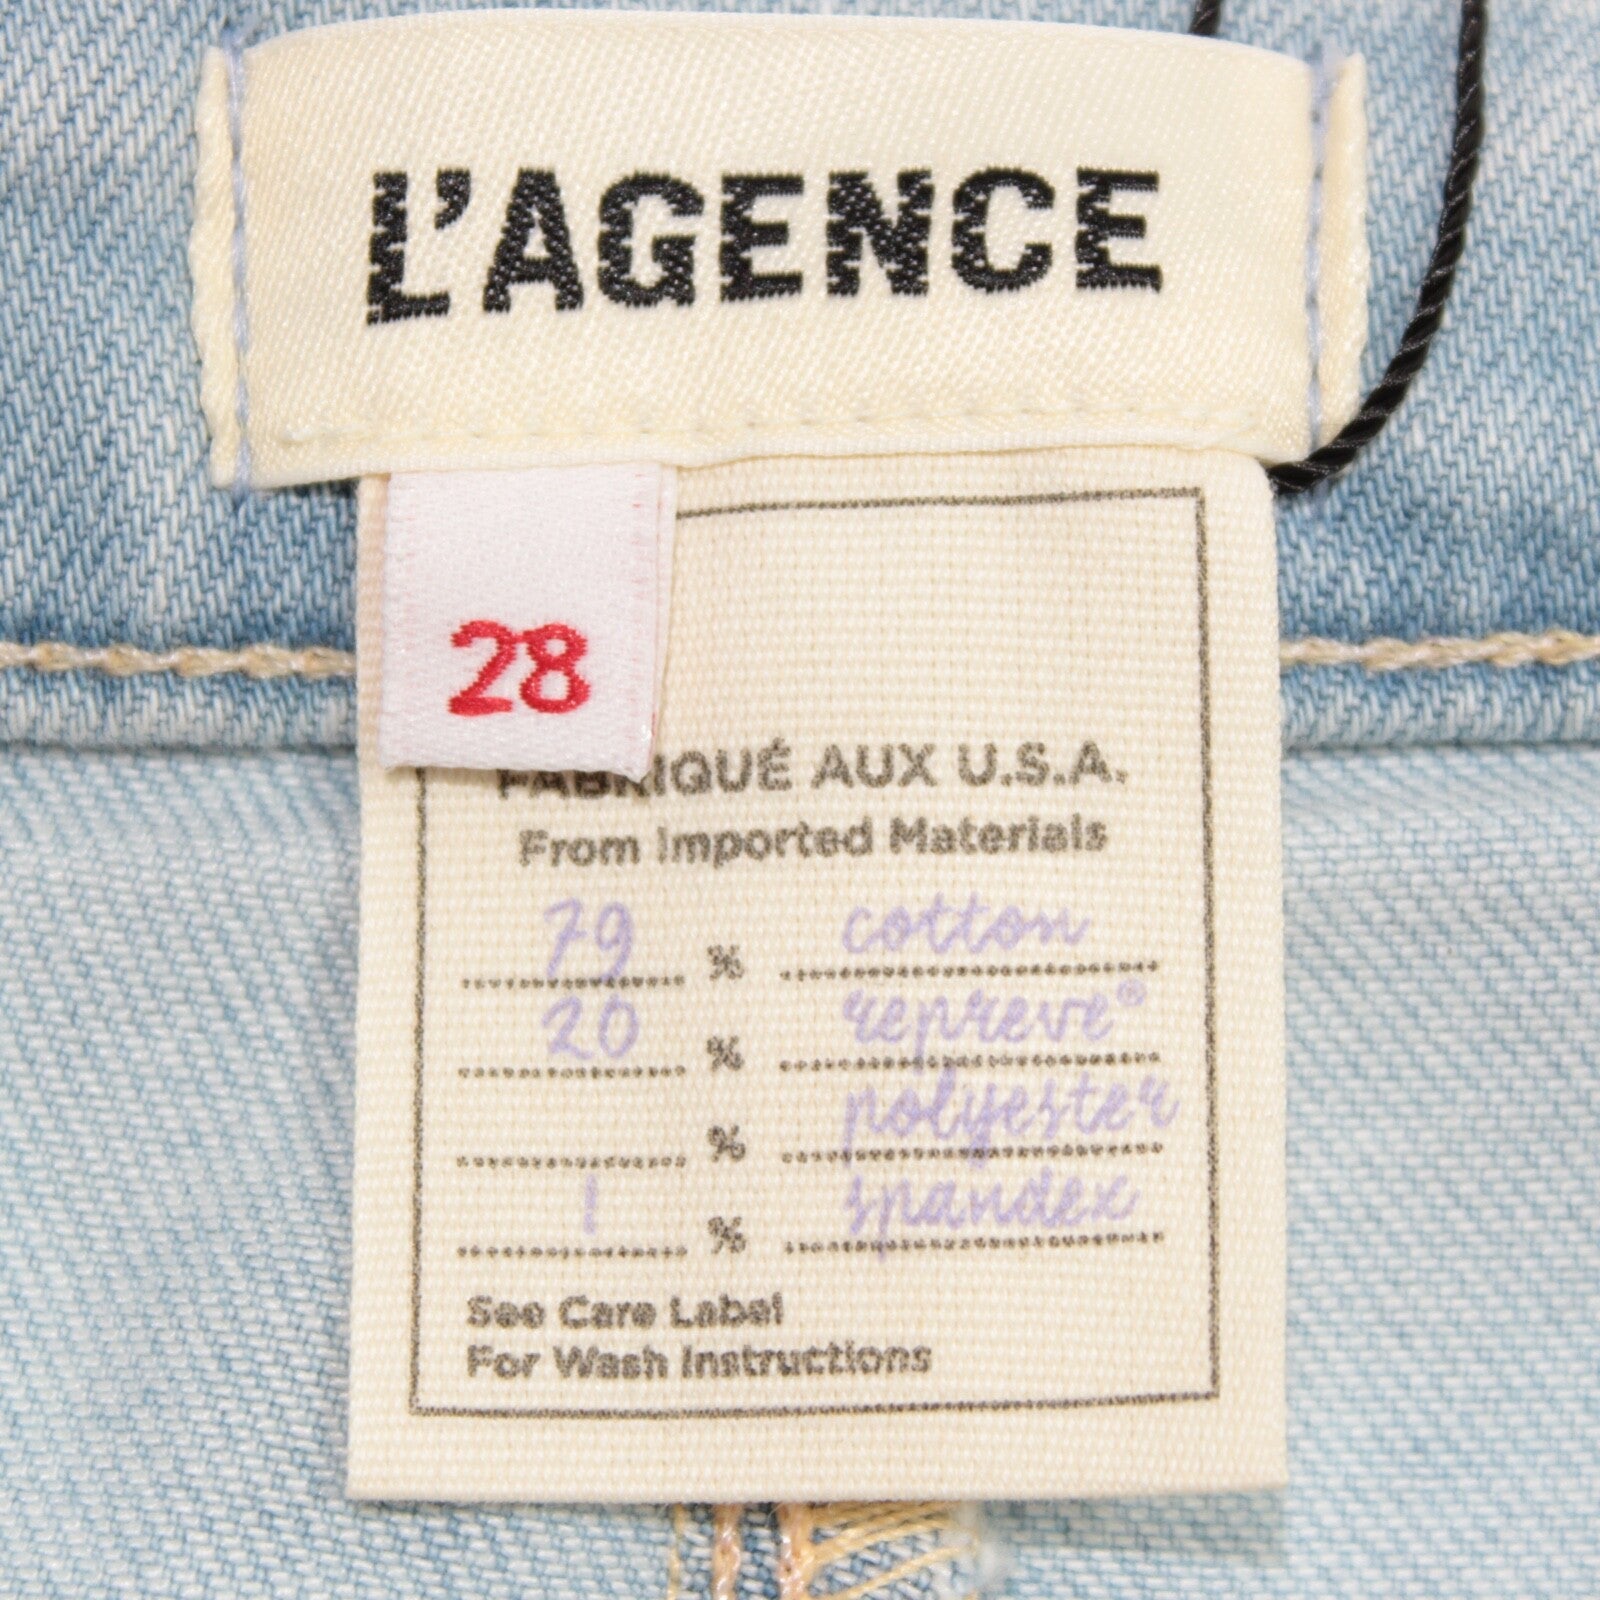 L'AGENCE
28
FABRIQUÉ AUX U.S.A.
From Imported Materials
79 % cotton
20 % repreve®
% polyester
1 % spandex
See Care Label
For Wash Instructions